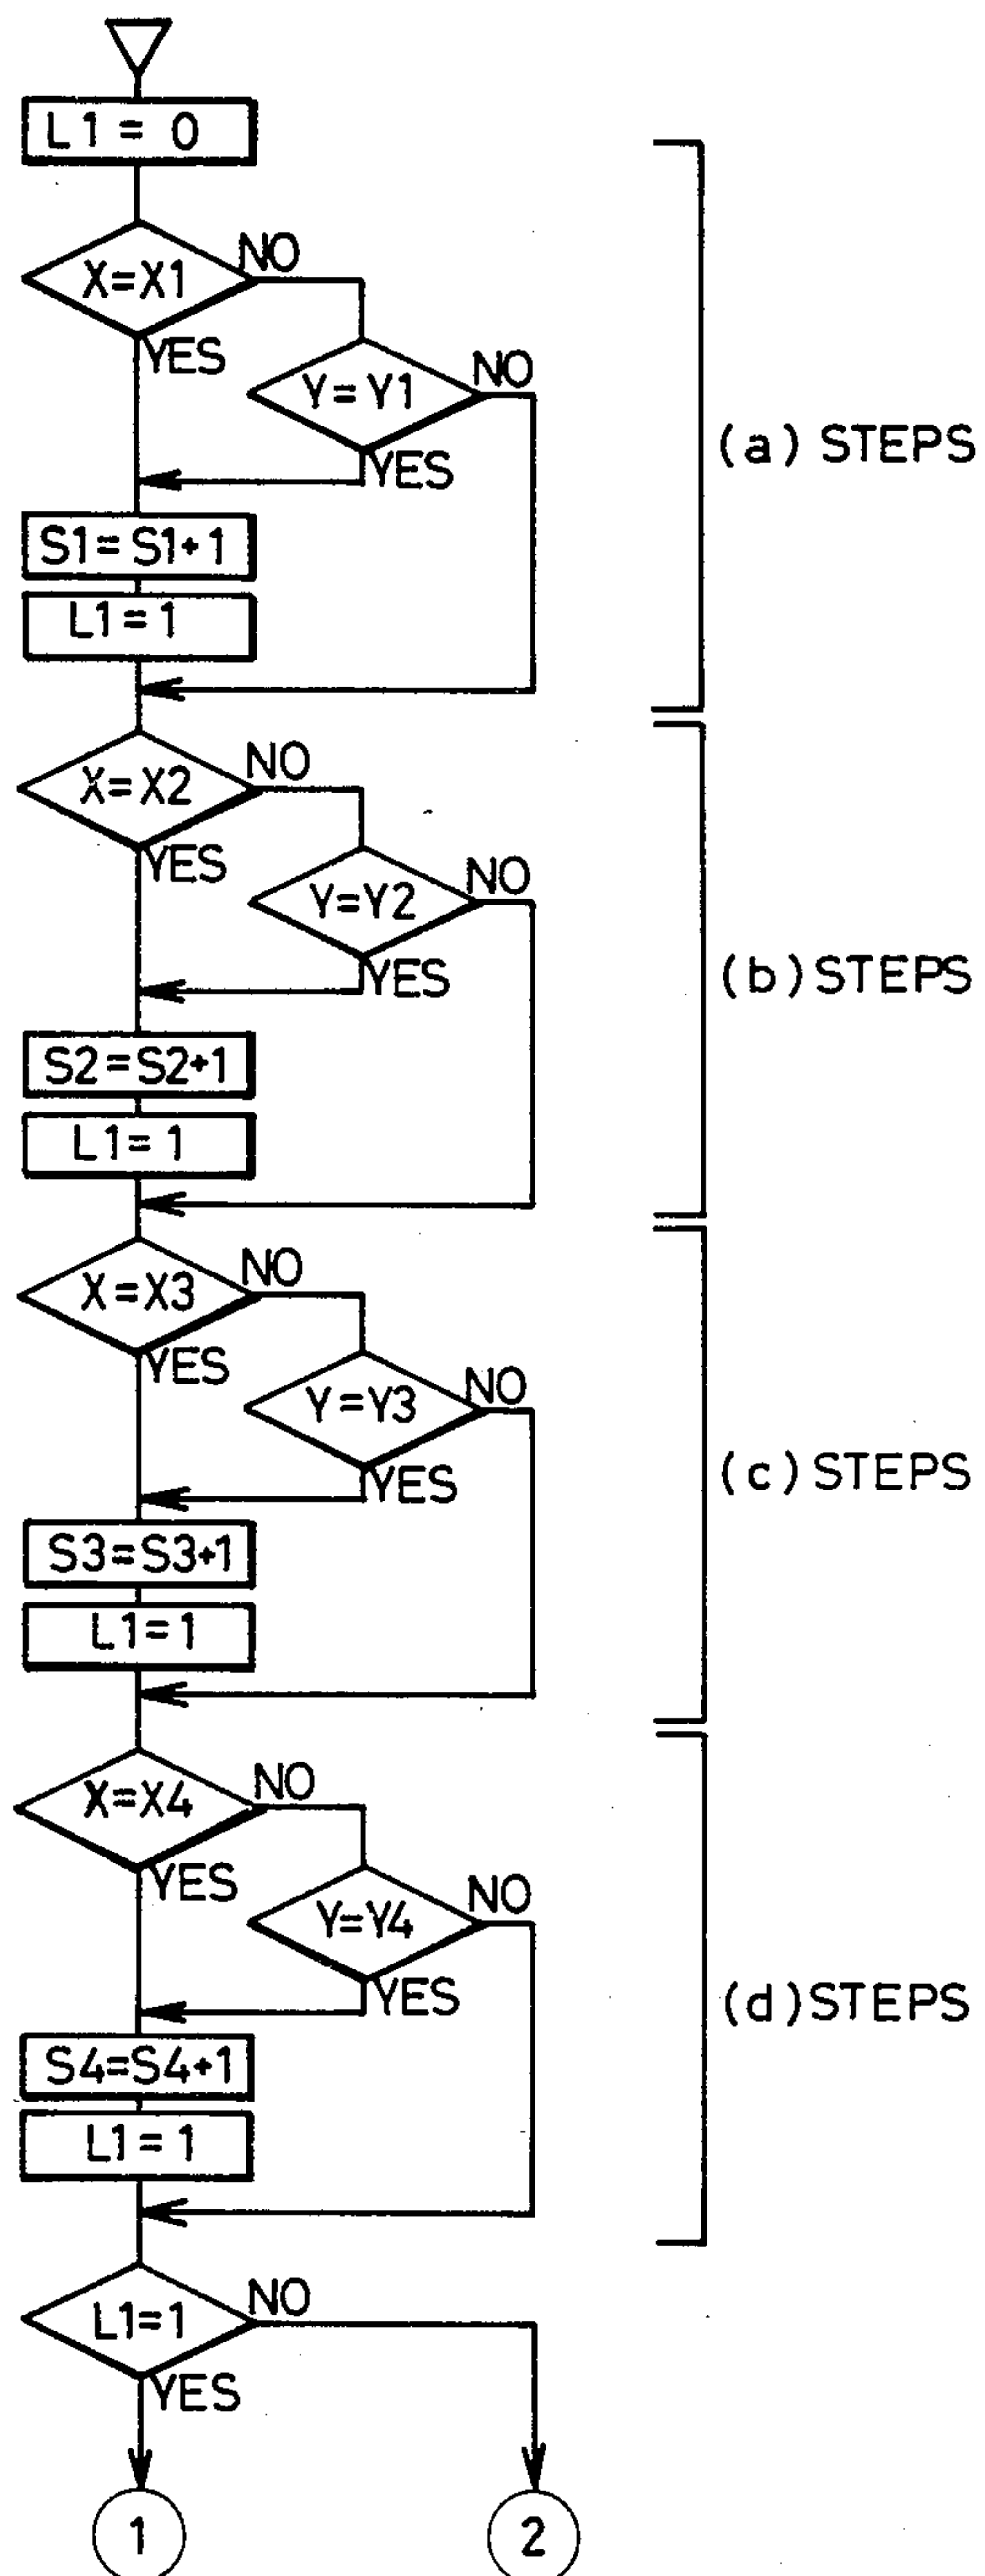 L1 = 0
X=X1
NO
YES
Y=Y1
NO
YES
(a) STEPS
S1=S1+1
L1=1
X=X2
NO
YES
Y=Y2
NO
YES
(b) STEPS
S2=S2+1
L1=1
X=X3
NO
YES
Y=Y3
NO
YES
(c) STEPS
S3=S3+1
L1=1
X=X4
NO
YES
Y=Y4
NO
YES
(d) STEPS
S4=S4+1
L1=1
L1=1
NO
YES
1
2